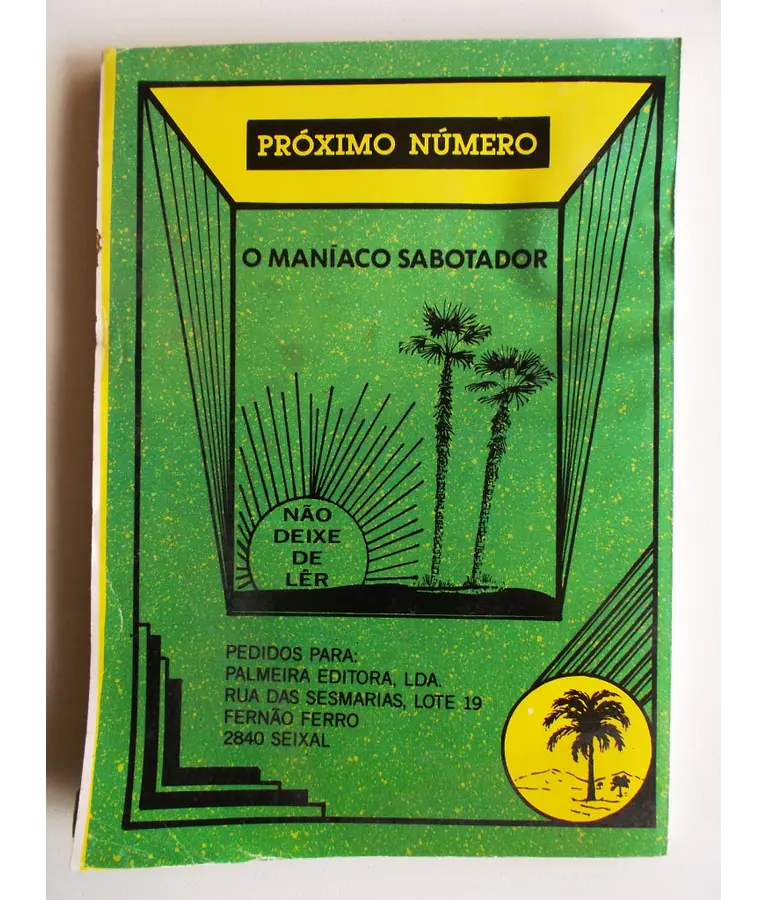 PRÓXIMO NÚMERO
O MANÍACO SABOTADOR
NÃO
DEIXE
DE
LÊR
PEDIDOS PARA:
PALMEIRA EDITORA, LDA.
RUA DAS SESMARIAS, LOTE 19
FERNÃO FERRO
2840 SEIXAL